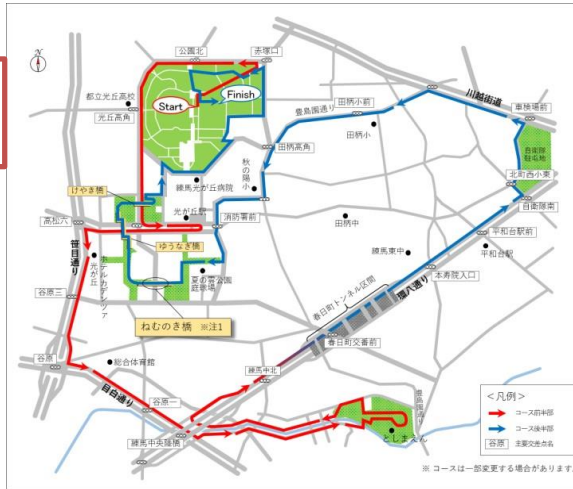 N
公園北
赤塚口
川越街道
都立光丘高校
Start
Finish
豊島園通り
田柄小前
車検場前
光丘高角
田柄小
自衛隊
駐屯地
田柄高角
秋の陽小
練馬光が丘病院
北町西小東
けやき橋
光が丘駅
自衛隊南
高松六
消防署前
田柄中
平和台駅前
ゆうなぎ橋
笹目通り
ホテルカデンツァ
光が丘
練馬東中
平和台駅
夏の雲公園
庭球場
本寿院入口
谷原三
春日町トンネル区間
環八通り
ねむのき橋 ※注1
春日町交番前
谷原
総合体育館
練馬中北
豊島園通り
目白通り
谷原一
としまえん
練馬中央陸橋
<凡例>
コース前半部
コース後半部
谷原 主要交差点名
※ コースは一部変更する場合があります。